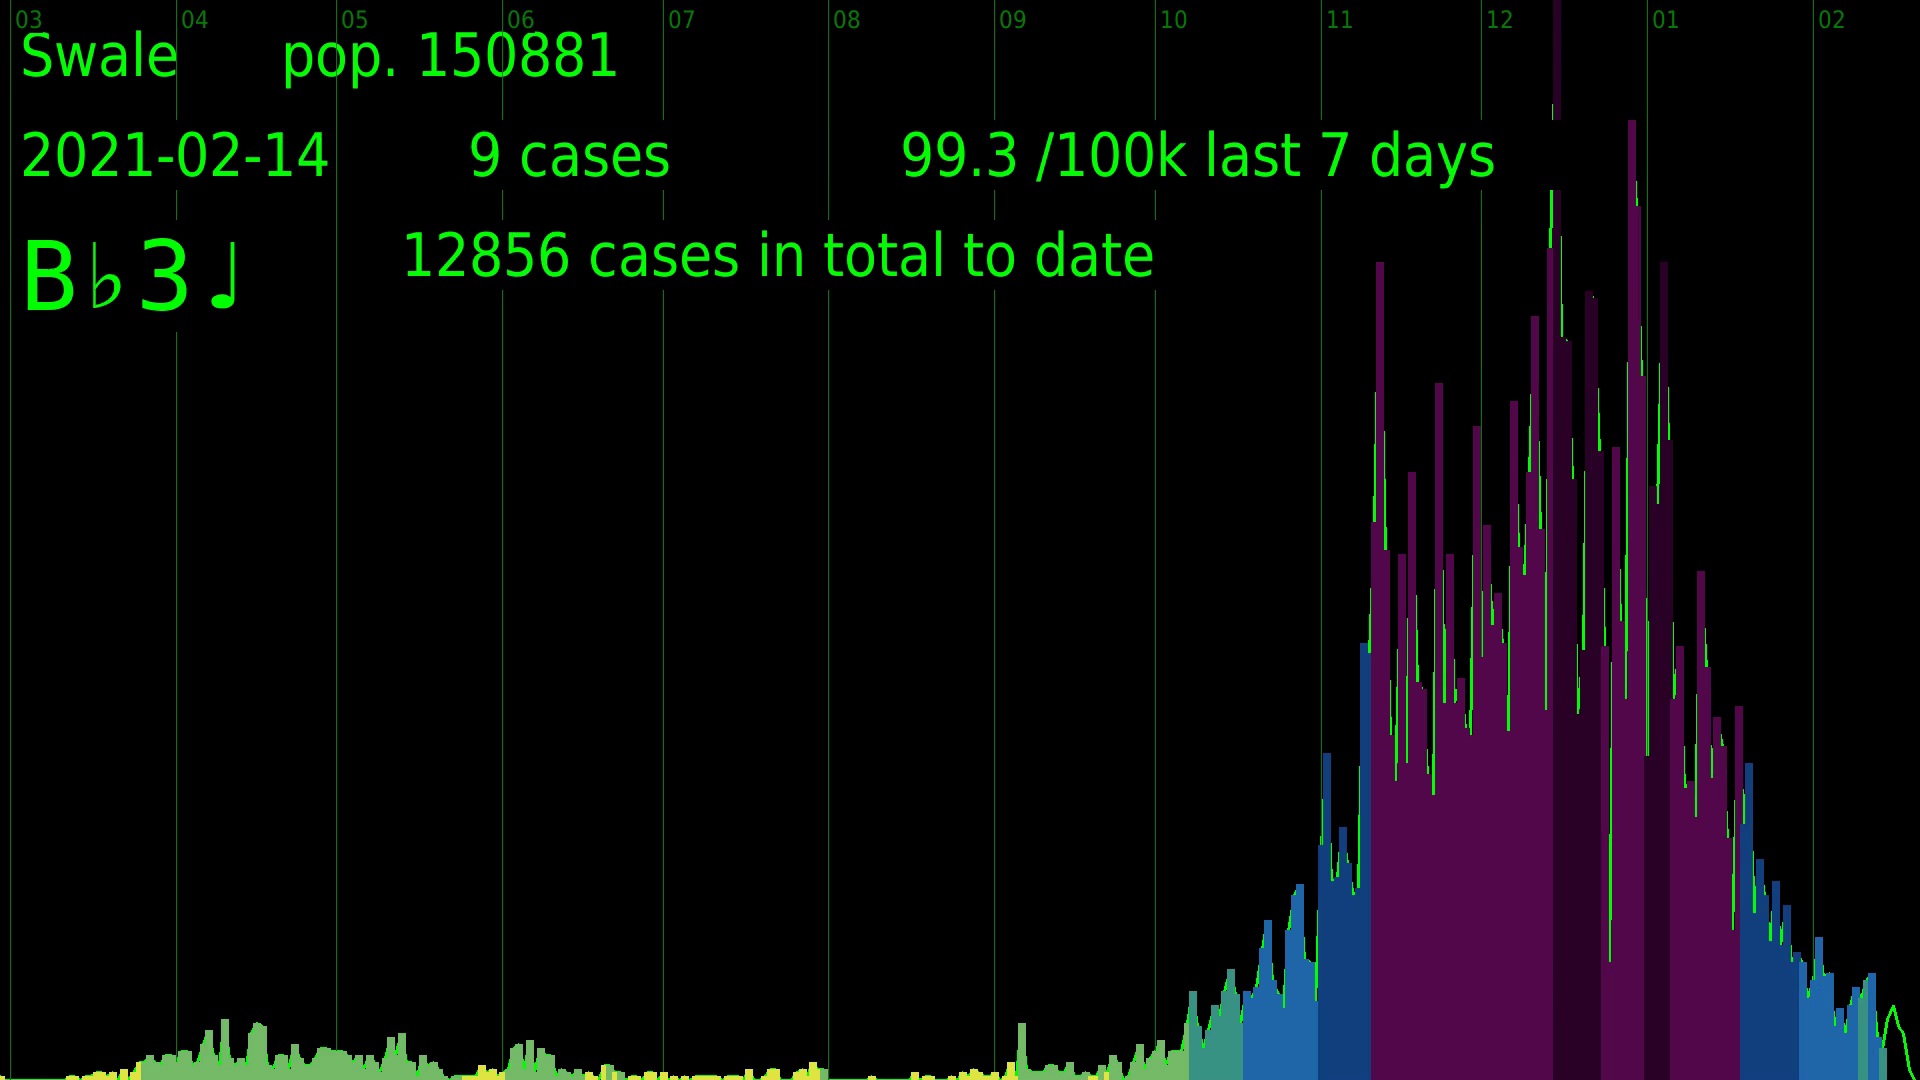 03 04 05 06 07 08 09 10 11 12 01 02
Swale pop. 150881
2021-02-14 9 cases 99.3 /100k last 7 days
B♭3♩ 12856 cases in total to date